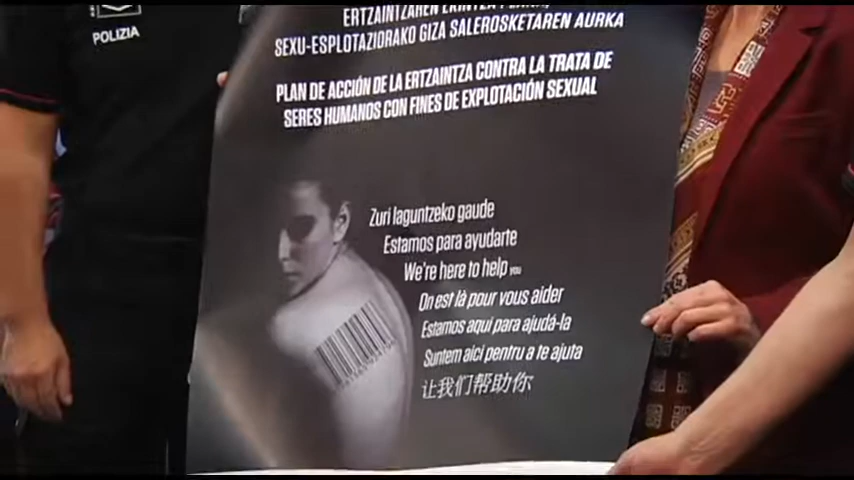 POLIZIA
ERTZAINTZAREN EKINTZA
SEXU-ESPLOTAZIORAKO GIZA SALEROSKETAREN AURKA
PLAN DE ACCIÓN DE LA ERTZAINTZA CONTRA LA TRATA DE
SERES HUMANOS CON FINES DE EXPLOTACIÓN SEXUAL
Zuri laguntzeko gaude
Estamos para ayudarte
We're here to help you
On est là pour vous aider
Estamos aqui para ajudá-la
Suntem aici pentru a te ajuta
让我们帮助你